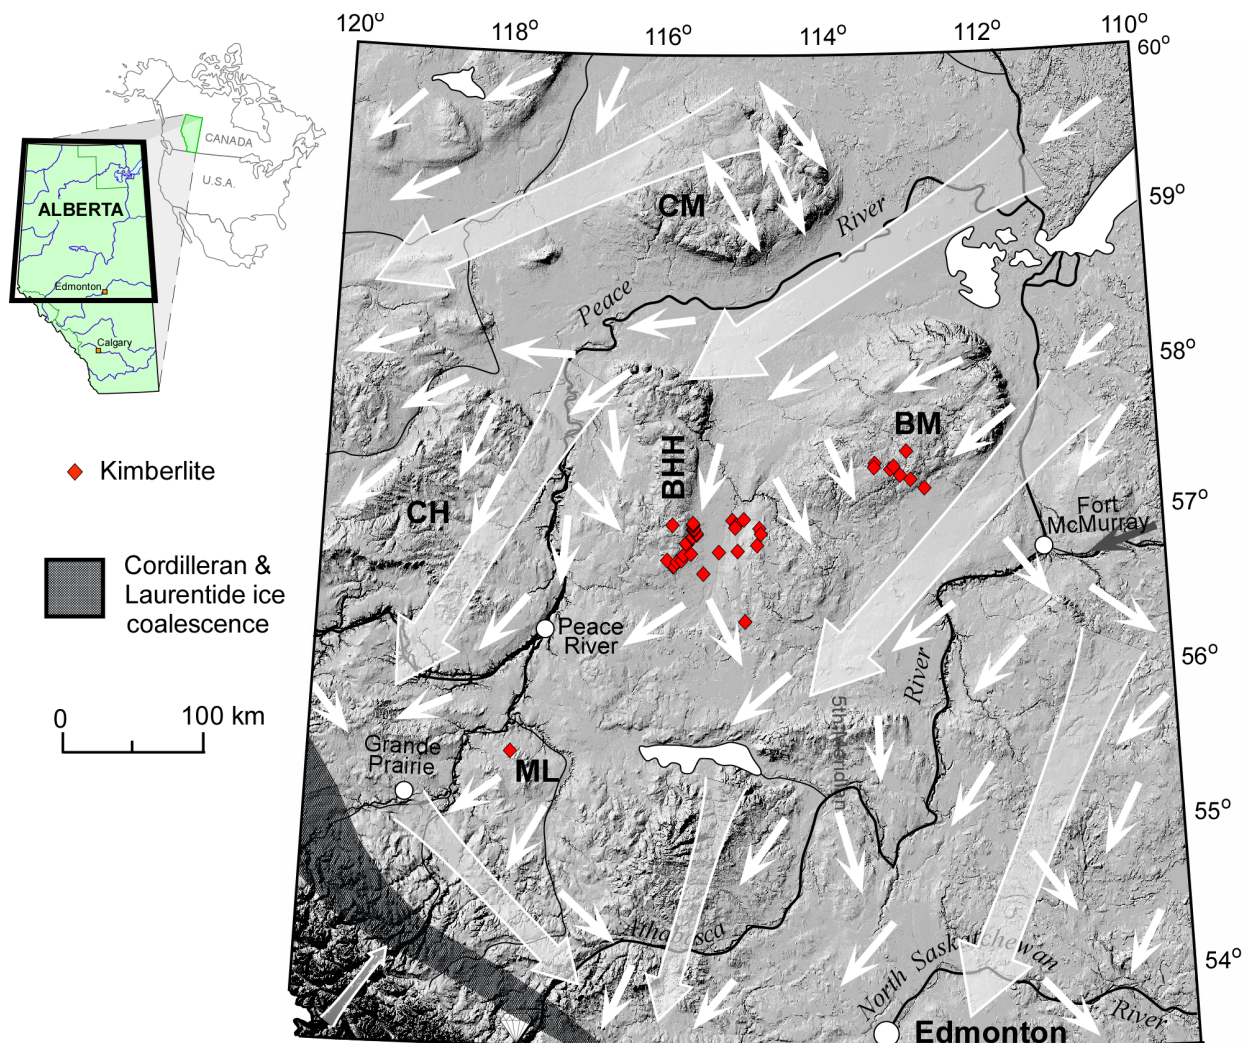 120°
118°
116°
114°
112°
110°
60°
CANADA
U.S.A.
ALBERTA
Edmonton
Calgary
59°
CM
River
Peace
58°
BM
BHH
Kimberlite
CH
57°
Fort
McMurray
Cordilleran &
Laurentide ice
coalescence
Peace
River
56°
River
5th Meridian
0
100 km
Grande
Prairie
ML
55°
Athabasca
North Saskatchewan
River
54°
Edmonton